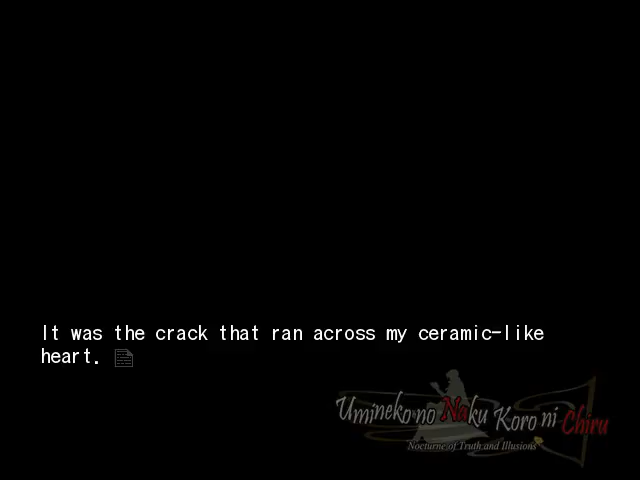 It was the crack that ran across my ceramic-like
heart.
Umineko no Naku Koro ni Chiru
Nocturne of Truth and Illusions